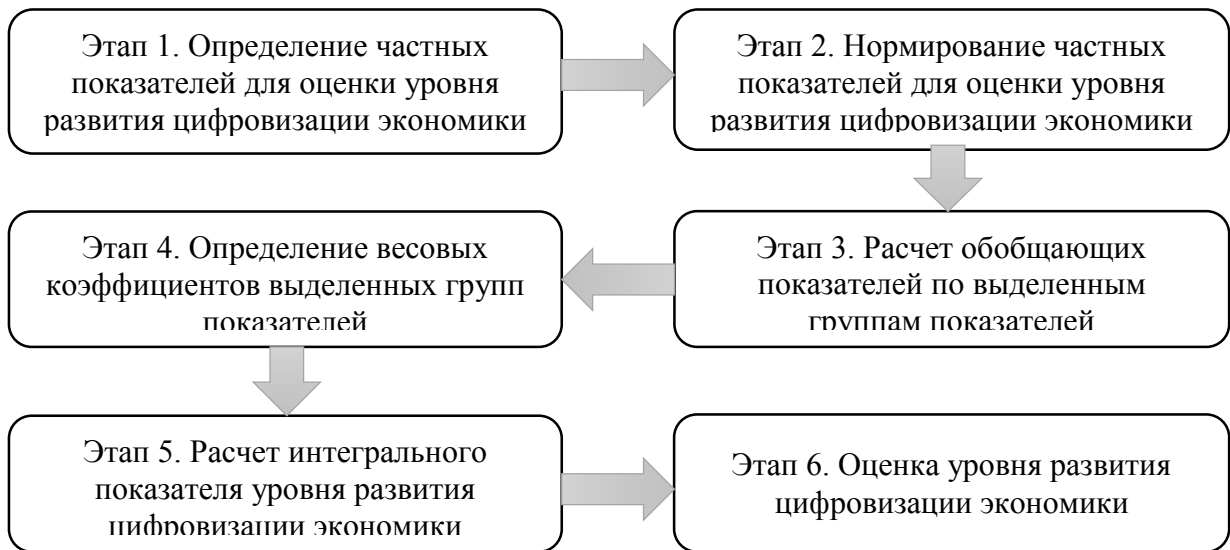 Этап 1. Определение частных
показателей для оценки уровня
развития цифровизации экономики
Этап 2. Нормирование частных
показателей для оценки уровня
развития цифровизации экономики
Этап 3. Расчет обобщающих
показателей по выделенным
группам показателей
Этап 4. Определение весовых
коэффициентов выделенных групп
показателей
Этап 5. Расчет интегрального
показателя уровня развития
цифровизации экономики
Этап 6. Оценка уровня развития
цифровизации экономики